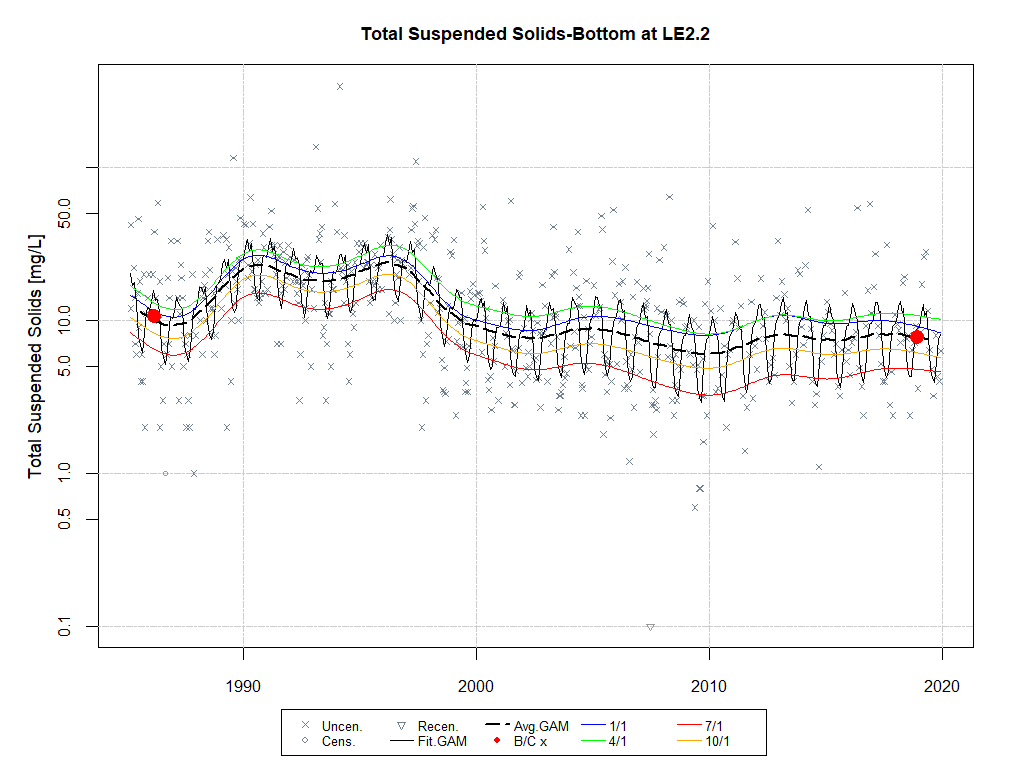 Total Suspended Solids-Bottom at LE2.2
Total Suspended Solids [mg/L]
50.0
10.0
5.0
1.0
0.5
0.1
1990 2000 2010 2020
Uncen. Recen. Avg.GAM 1/1 7/1
Cens. Fit.GAM B/C x 4/1 10/1